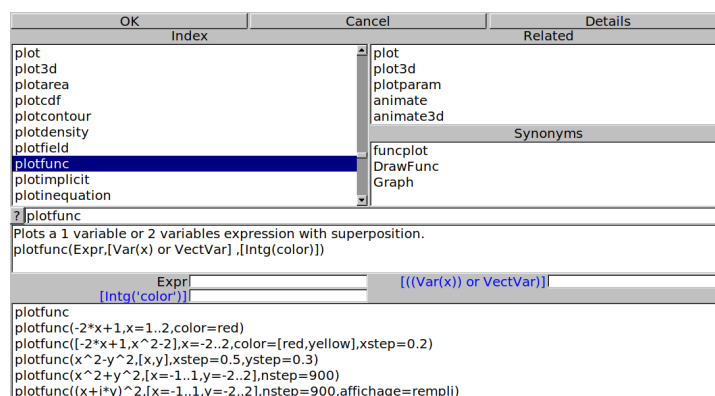 OK Cancel Details
Index Related
plot
plot3d
plotarea
plotcdf
plotcontour
plotdensity
plotfield
plotfunc
plotimplicit
plotinequation
plot
plot3d
plotparam
animate
animate3d
Synonyms
funcplot
DrawFunc
Graph
? plotfunc
Plots a 1 variable or 2 variables expression with superposition.
plotfunc(Expr,[Var(x) or VectVar] ,[Intg(color)])
Expr [((Var(x)) or VectVar)]
[Intg('color')]
plotfunc
plotfunc(-2*x+1,x=1..2,color=red)
plotfunc([-2*x+1,x^2-2],x=-2..2,color=[red,yellow],xstep=0.2)
plotfunc(x^2-y^2,[x,y],xstep=0.5,ystep=0.3)
plotfunc(x^2+y^2,[x=-1..1,y=-2..2],nstep=900)
plotfunc((x+i*y)^2,[x=-1..1,y=-2..2],nstep=900,affichage=rempli)